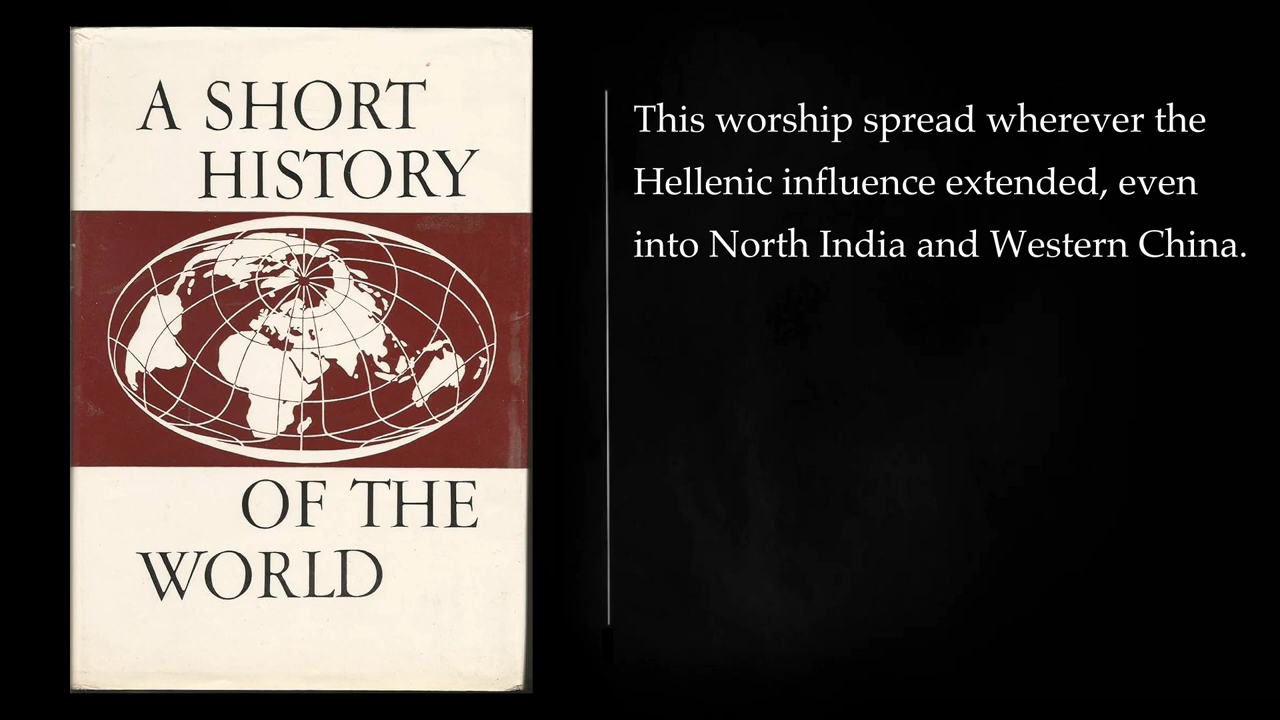 A SHORT
HISTORY
OF THE
WORLD
This worship spread wherever the
Hellenic influence extended, even
into North India and Western China.